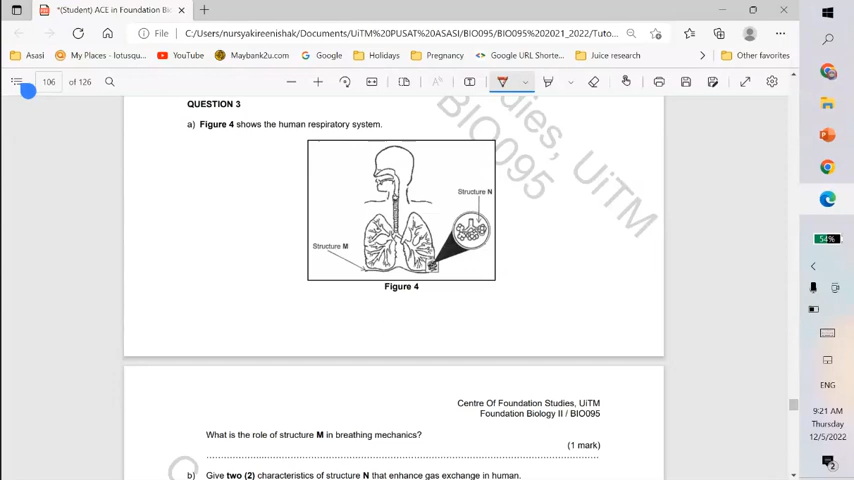 *(Student) ACE in Foundation Bi
File
C:/Users/nursyakireenishak/Documents/UiTM%20PUSAT%20ASASI/BIO095/BIO095%202021_2022/Tuto...
Asasi
My Places - lotusqu...
YouTube
Maybank2u.com
Google
Google URL Shorte...
Holidays
Pregnancy
Juice research
Other favorites
106 of 126
QUESTION 3
a) Figure 4 shows the human respiratory system.
Structure N
Structure M
Figure 4
Studies, UiTM
BIO095
Centre Of Foundation Studies, UiTM
Foundation Biology II / BIO095
What is the role of structure M in breathing mechanics?
(1 mark)
b) Give two (2) characteristics of structure N that enhance gas exchange in human.
54%
ENG
9:21 AM
Thursday
12/5/2022
2